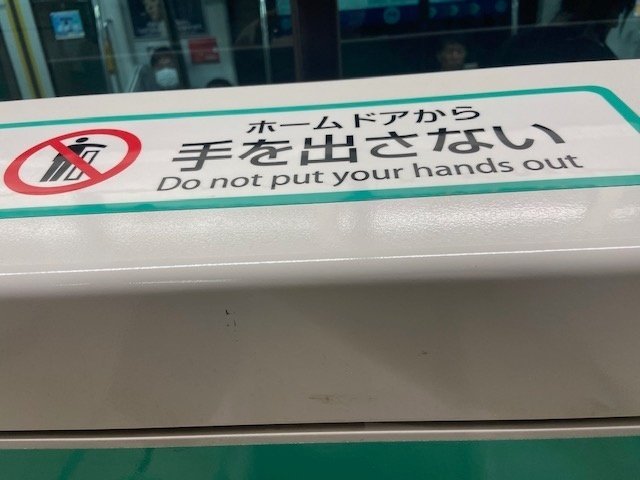 ホームドアから
手を出さない
Do not put your hands out